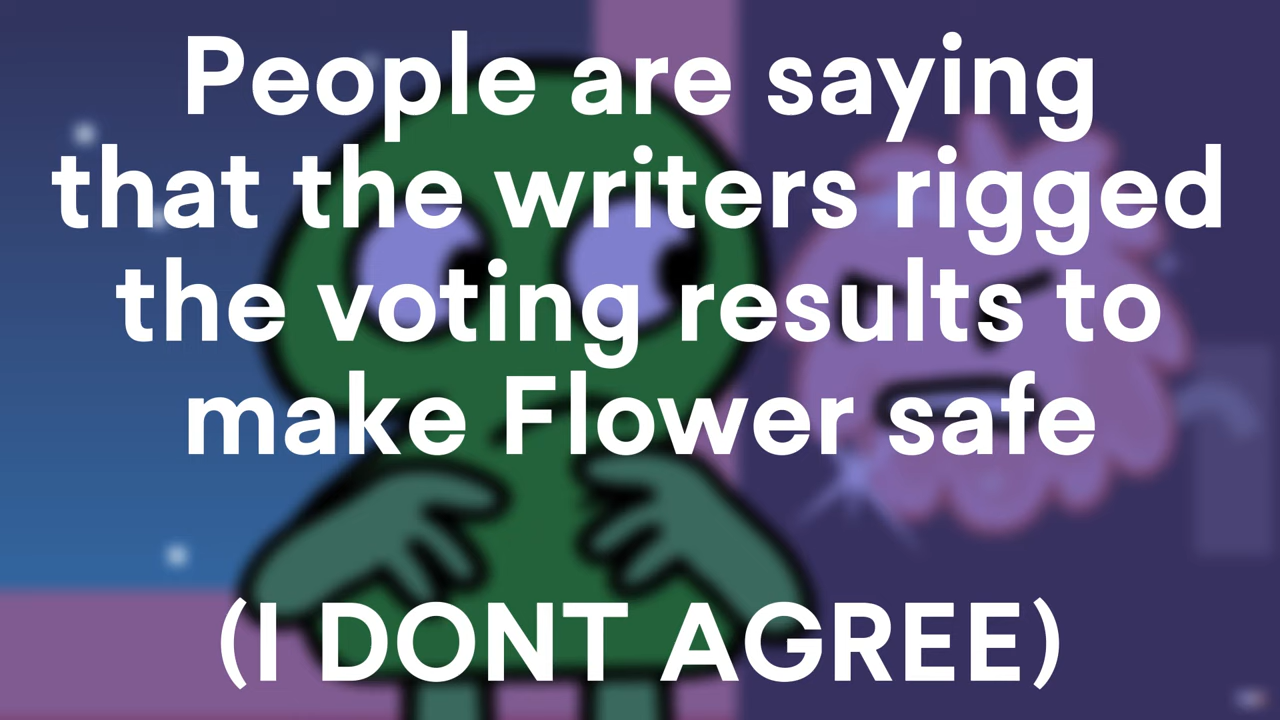 People are saying
that the writers rigged
the voting results to
make Flower safe
(I DONT AGREE)